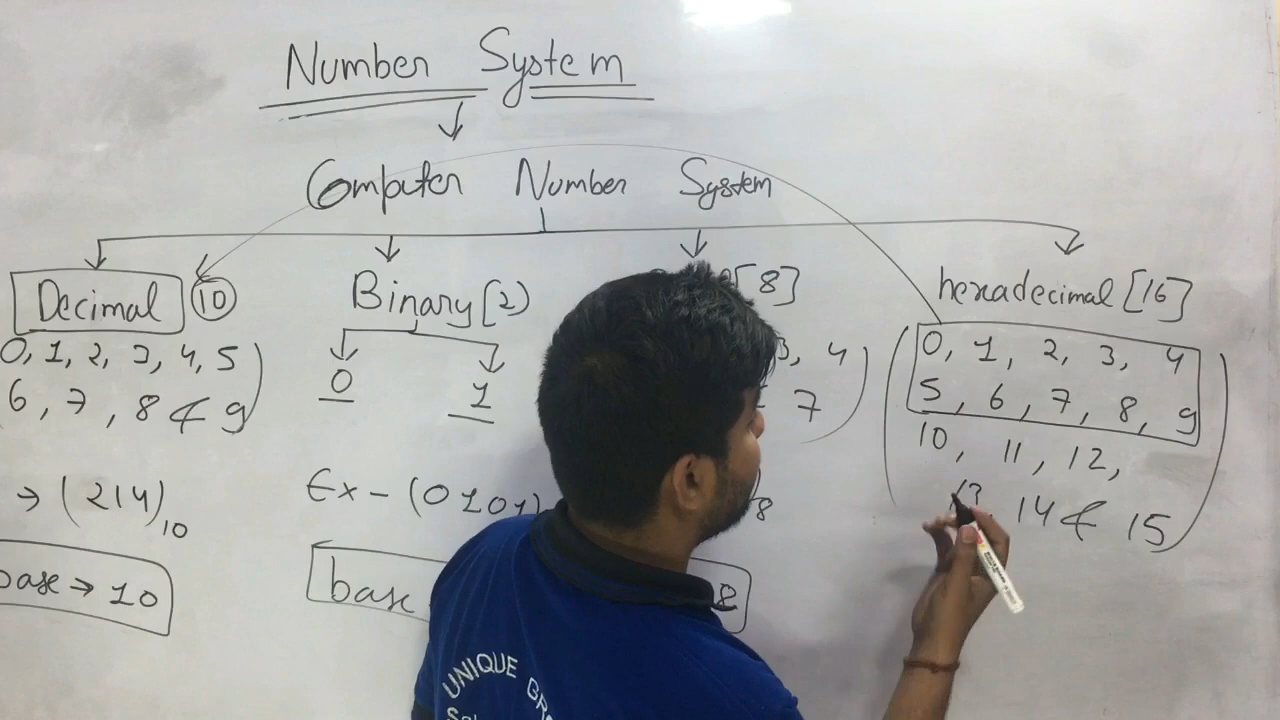 Number System
Computer Number System
Decimal (10)
0, 1, 2, 3, 4, 5
6, 7, 8 & 9)
→ (214)10
base → 10
Binary [2)
0 1
Ex - (0101)
base
[8]
3, 4
7)
8
8
hexadecimal [16]
(0, 1, 2, 3, 4
5, 6, 7, 8, 9
10, 11, 12,
13, 14 & 15)
UNIQUE